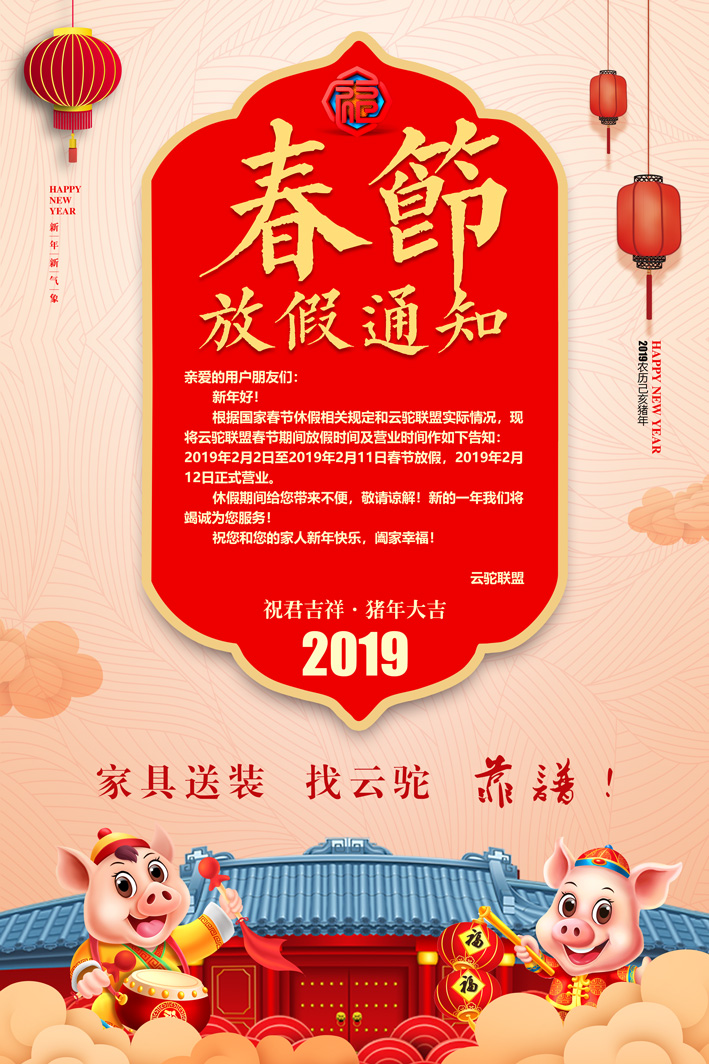 福
HAPPY
NEW
YEAR
新年新气象
春節
放假通知
亲爱的用户朋友们：
新年好！
根据国家春节休假相关规定和云驼联盟实际情况，现
将云驼联盟春节期间放假时间及营业时间作如下告知：
2019年2月2日至2019年2月11日春节放假，2019年2月
12日正式营业。
休假期间给您带来不便，敬请谅解！新的一年我们将
竭诚为您服务！
祝您和您的家人新年快乐，阖家幸福！
云驼联盟
祝君吉祥·猪年大吉
2019
HAPPY NEW YEAR
2019农历己亥猪年
家具送装 找云驼 靠譜！
福
福